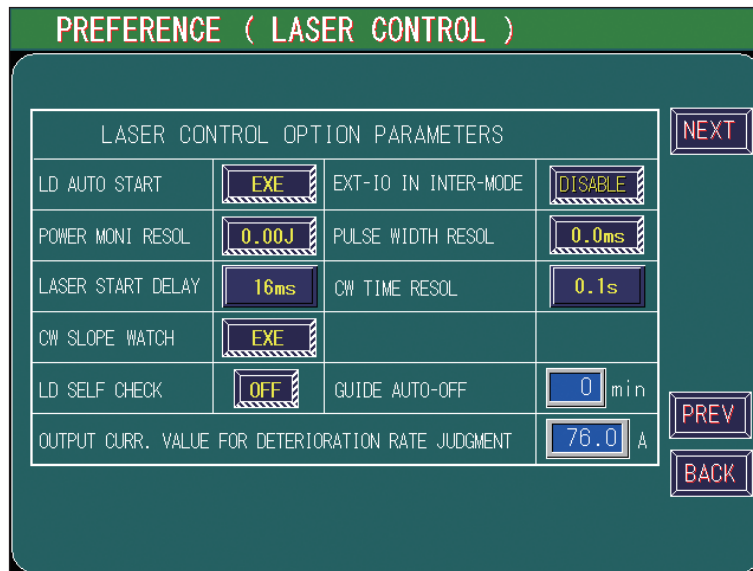 PREFERENCE ( LASER CONTROL )
LASER CONTROL OPTION PARAMETERS
NEXT
LD AUTO START EXE EXT-IO IN INTER-MODE DISABLE
POWER MONI RESOL 0.00J PULSE WIDTH RESOL 0.0ms
LASER START DELAY 16ms CW TIME RESOL 0.1s
CW SLOPE WATCH EXE
LD SELF CHECK OFF GUIDE AUTO-OFF 0 min
PREV
OUTPUT CURR. VALUE FOR DETERIORATION RATE JUDGMENT 76.0 A
BACK